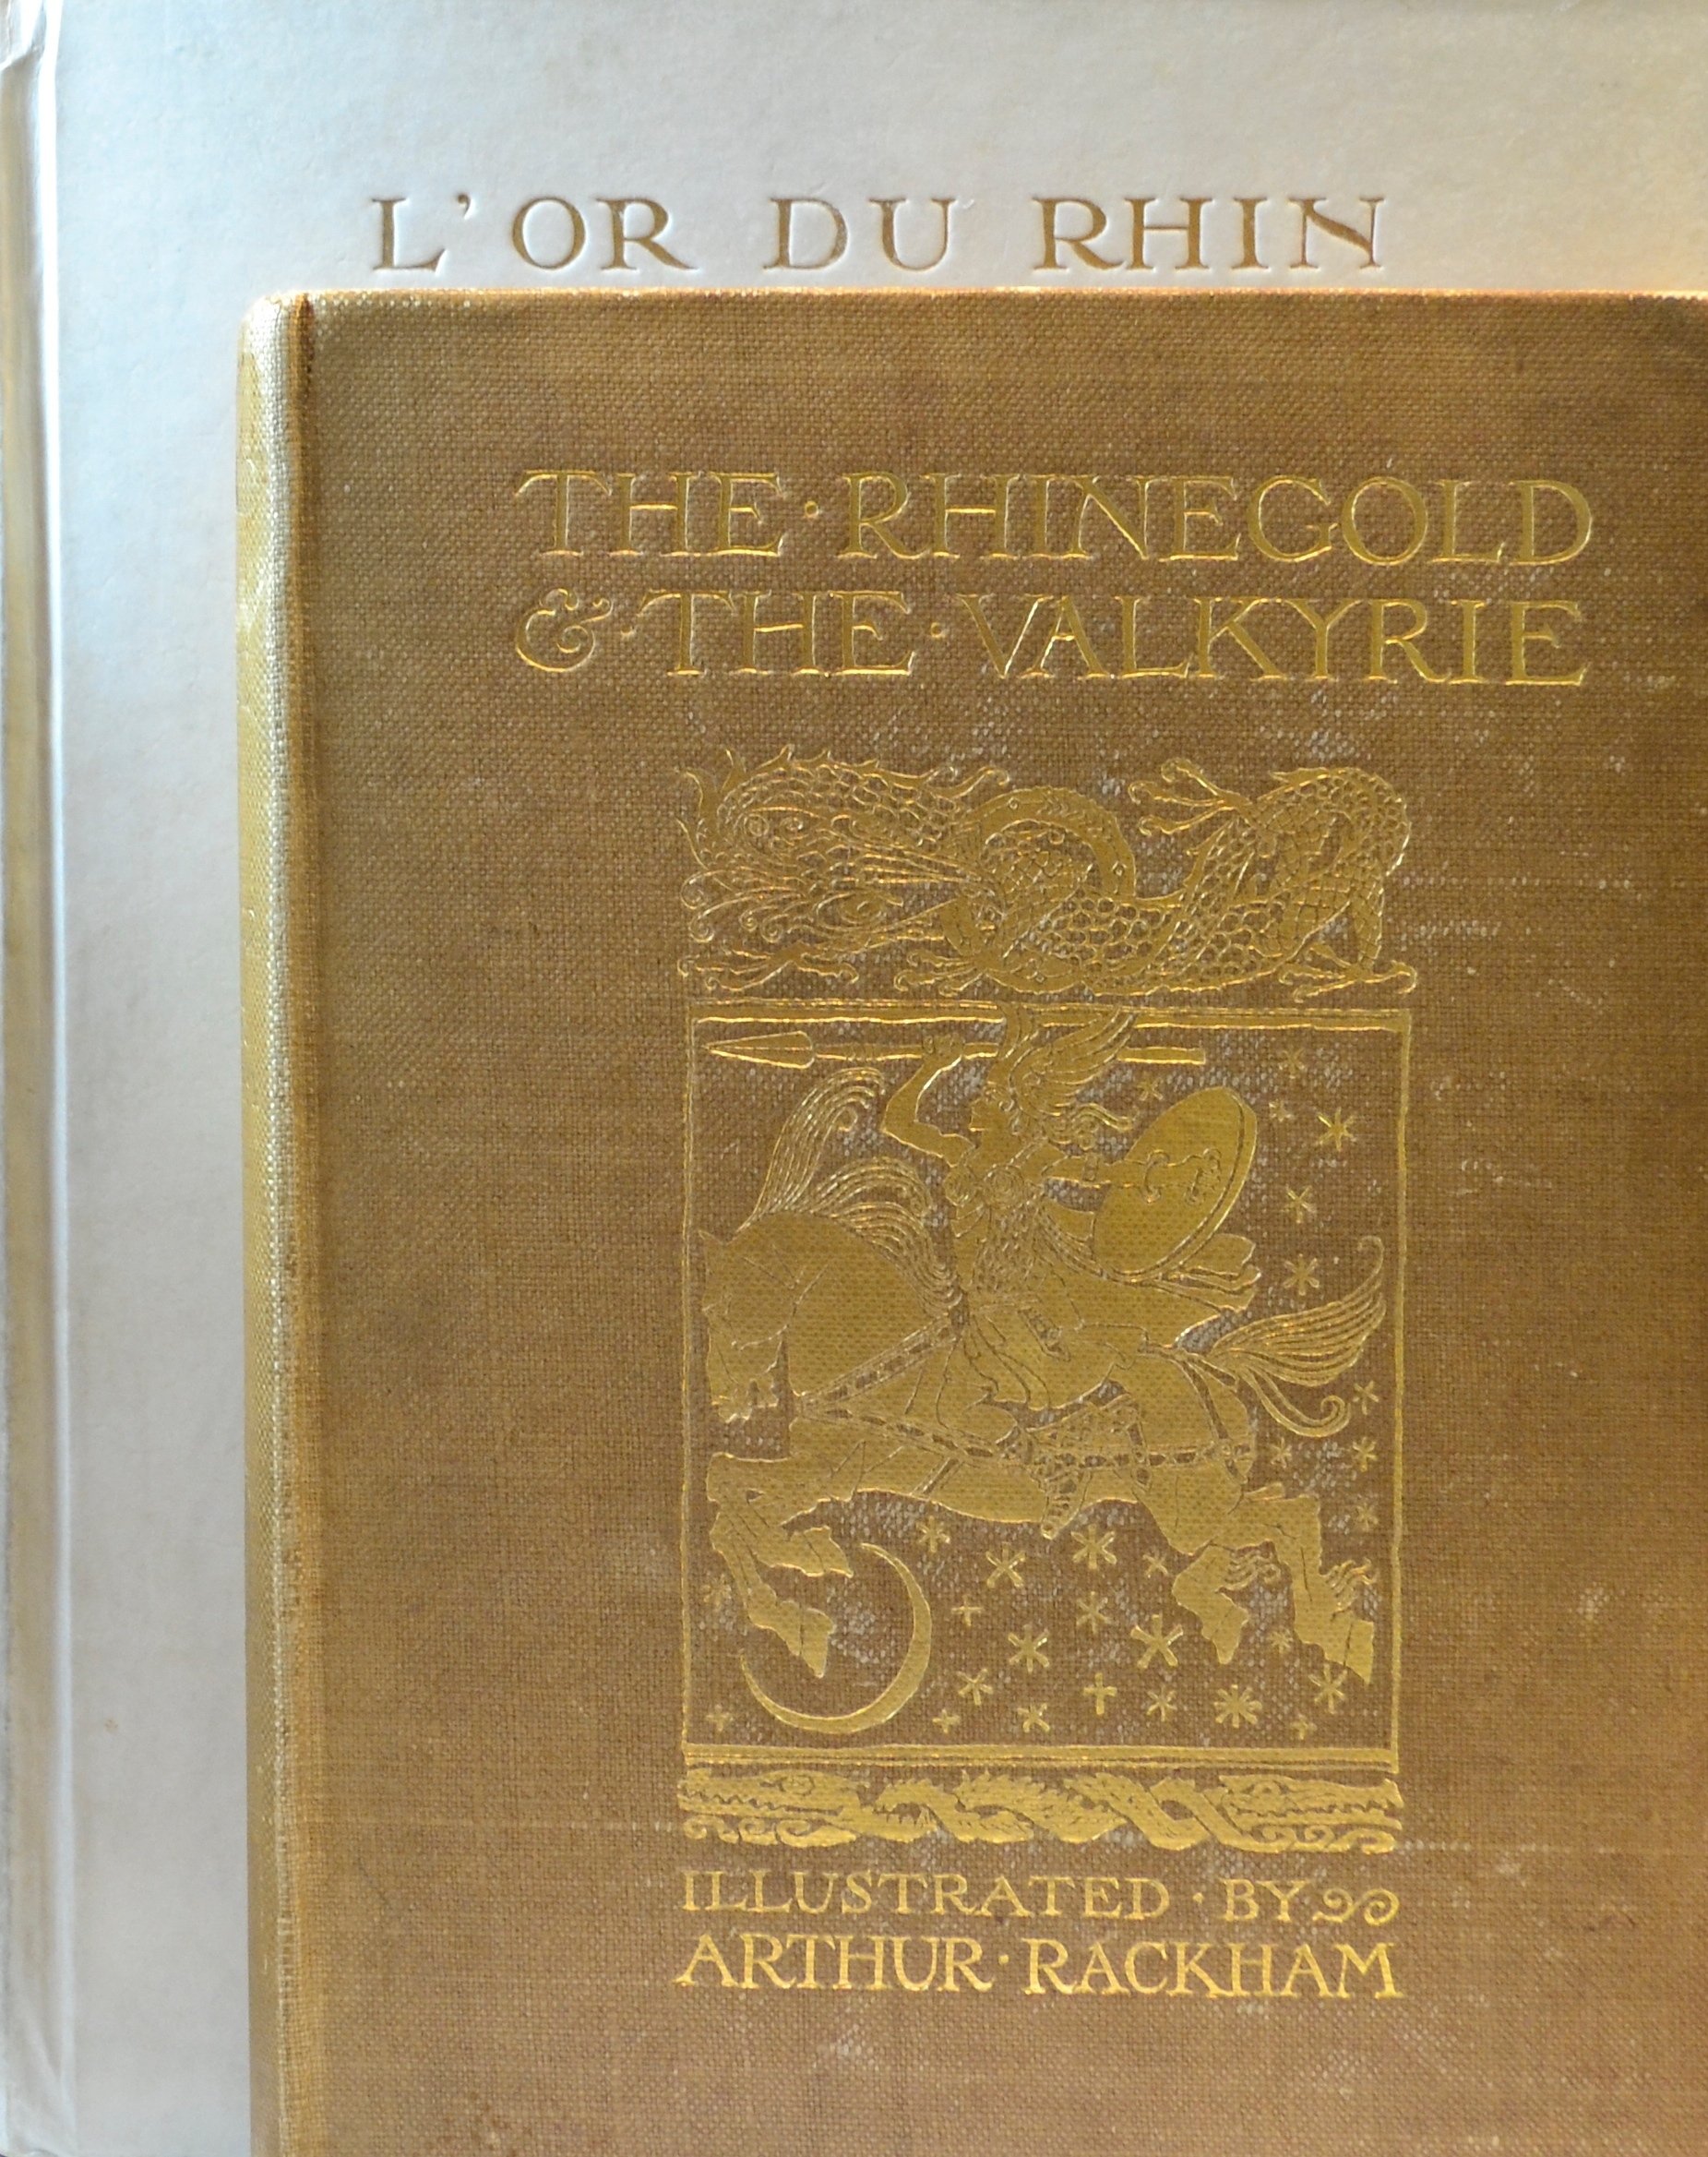 L'OR DU RHIN
THE · RHINEGOLD
& · THE · VALKYRIE
ILLUSTRATED · BY
ARTHUR · RACKHAM